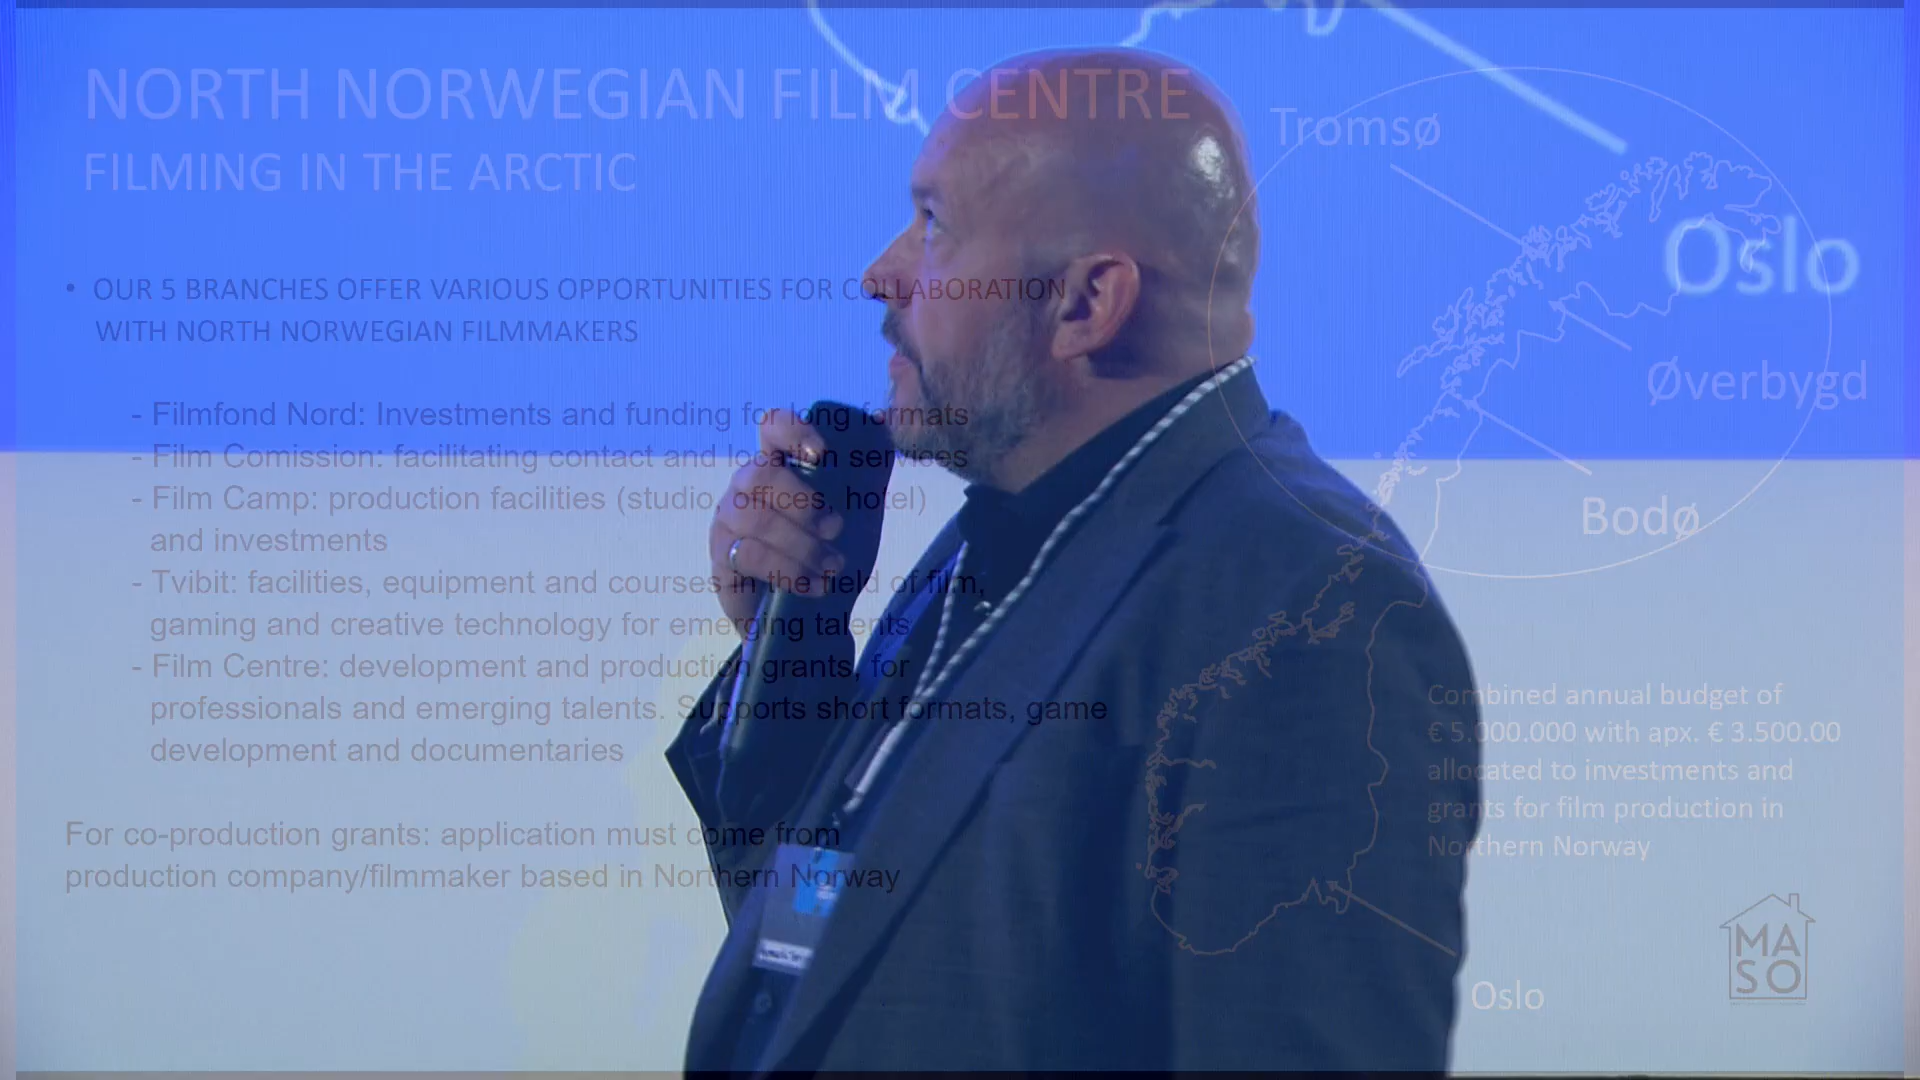 NORTH NORWEGIAN FILM CENTRE
FILMING IN THE ARCTIC
• OUR 5 BRANCHES OFFER VARIOUS OPPORTUNITIES FOR COLLABORATION
WITH NORTH NORWEGIAN FILMMAKERS
- Filmfond Nord: Investments and funding for long formats
- Film Comission: facilitating contact and location services
- Film Camp: production facilities (studio, offices, hotel)
and investments
- Tvibit: facilities, equipment and courses in the field of film,
gaming and creative technology for emerging talents
- Film Centre: development and production grants, for
professionals and emerging talents. Supports short formats, game
development and documentaries
For co-production grants: application must come from
production company/filmmaker based in Northern Norway
Tromsø
Oslo
Øverbygd
Bodø
Combined annual budget of
€ 5.000.000 with apx. € 3.500.00
allocated to investments and
grants for film production in
Northern Norway
Oslo
MA
SO